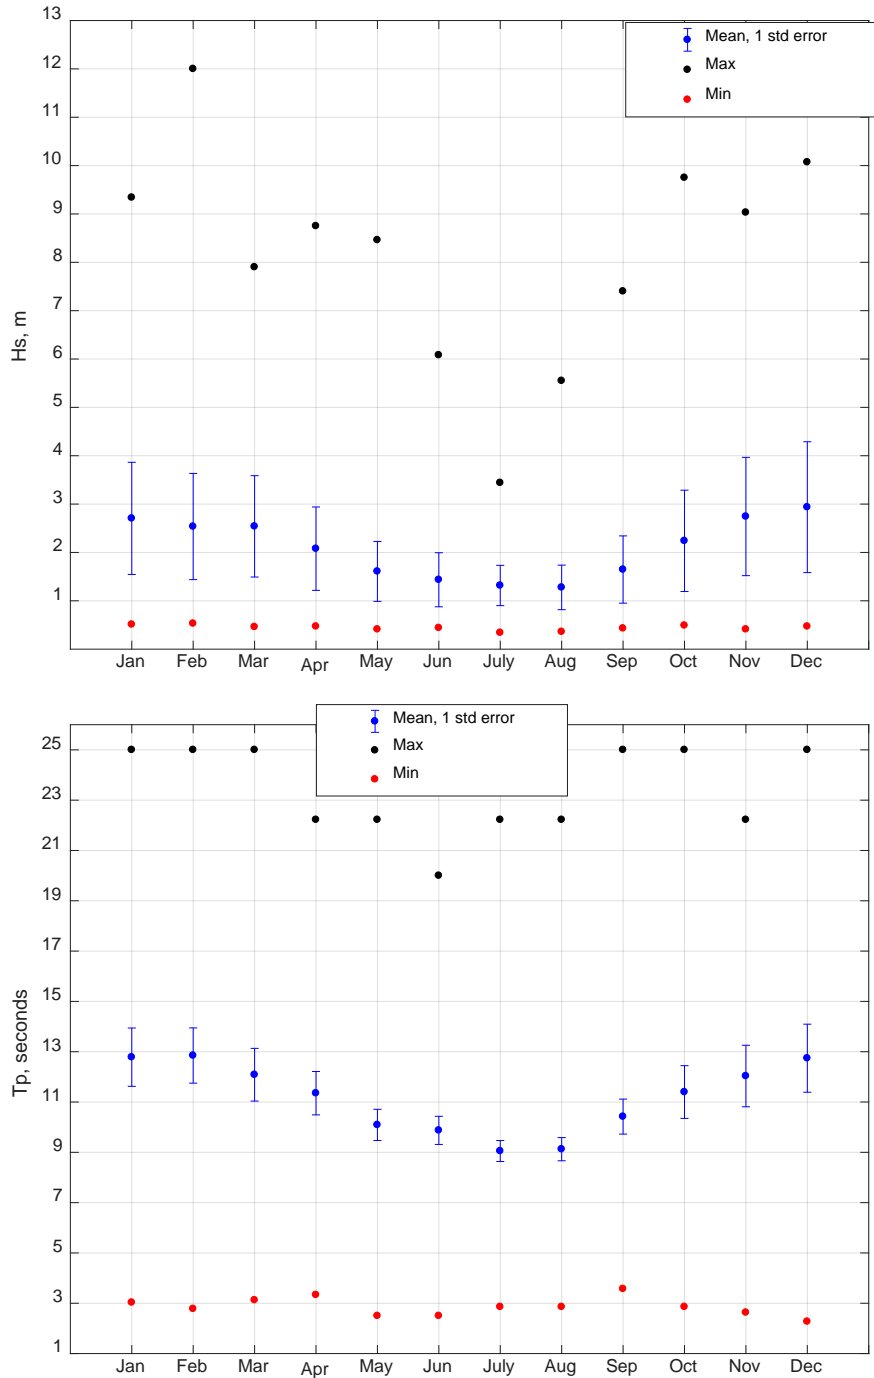 13
12
11
10
9
8
7
6
5
4
3
2
1
Hs, m
Mean, 1 std error
Max
Min
Jan Feb Mar Apr May Jun July Aug Sep Oct Nov Dec
Mean, 1 std error
Max
Min
25
23
21
19
17
15
13
11
9
7
5
3
1
Tp, seconds
Jan Feb Mar Apr May Jun July Aug Sep Oct Nov Dec